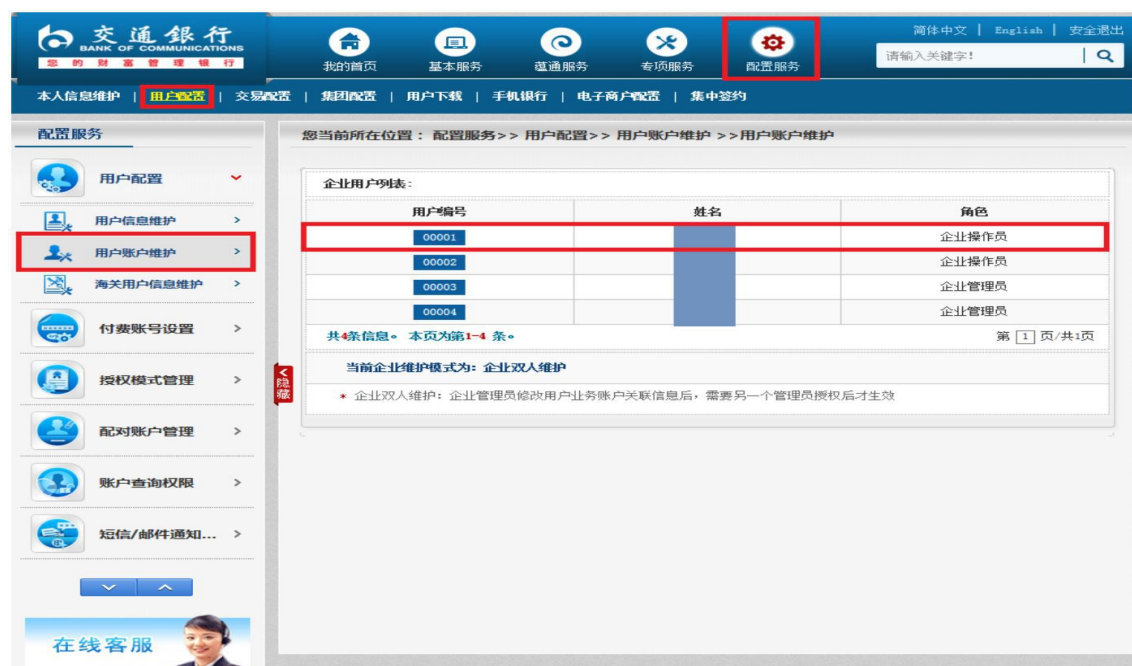 交通銀行
BANK OF COMMUNICATIONS
您的财富管理银行
我的首页 基本服务 蕴通服务 专项服务 配置服务
简体中文 | English | 安全退出
请输入关键字!
本人信息维护 | 用户配置 | 交易配置 | 集团配置 | 用户下载 | 手机银行 | 电子商户配置 | 集中签约
配置服务
用户配置
用户信息维护
用户账户维护
海关用户信息维护
付费账号设置
授权模式管理
配对账户管理
账户查询权限
短信/邮件通知...
在线客服
隐藏
您当前所在位置：配置服务>> 用户配置>> 用户账户维护 >>用户账户维护
企业用户列表:
用户编号 姓名 角色
00001 企业操作员
00002 企业操作员
00003 企业管理员
00004 企业管理员
共4条信息。 本页为第1-4 条。 第 1 页/共1页
当前企业维护模式为: 企业双人维护
* 企业双人维护: 企业管理员修改用户业务账户关联信息后, 需要另一个管理员授权后才生效